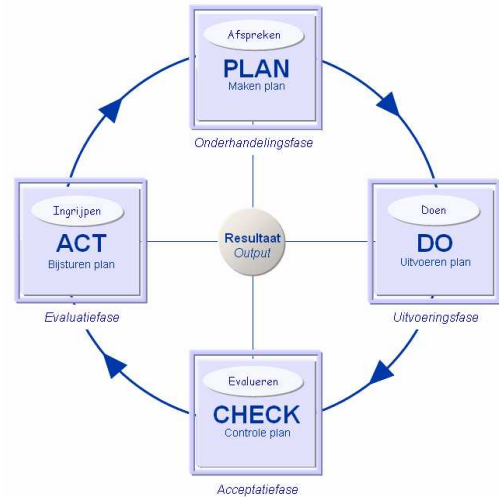 Afspreken
PLAN
Maken plan
Onderhandelingsfase
Ingrijpen
ACT
Bijsturen plan
Evaluatiefase
Resultaat
Output
Doen
DO
Uitvoeren plan
Uitvoeringsfase
Evalueren
CHECK
Controle plan
Acceptatiefase